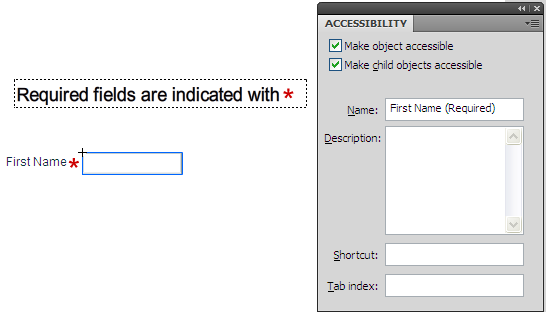 Required fields are indicated with *
First Name *
ACCESSIBILITY
Make object accessible
Make child objects accessible
Name: First Name (Required)
Description:
Shortcut:
Tab index: